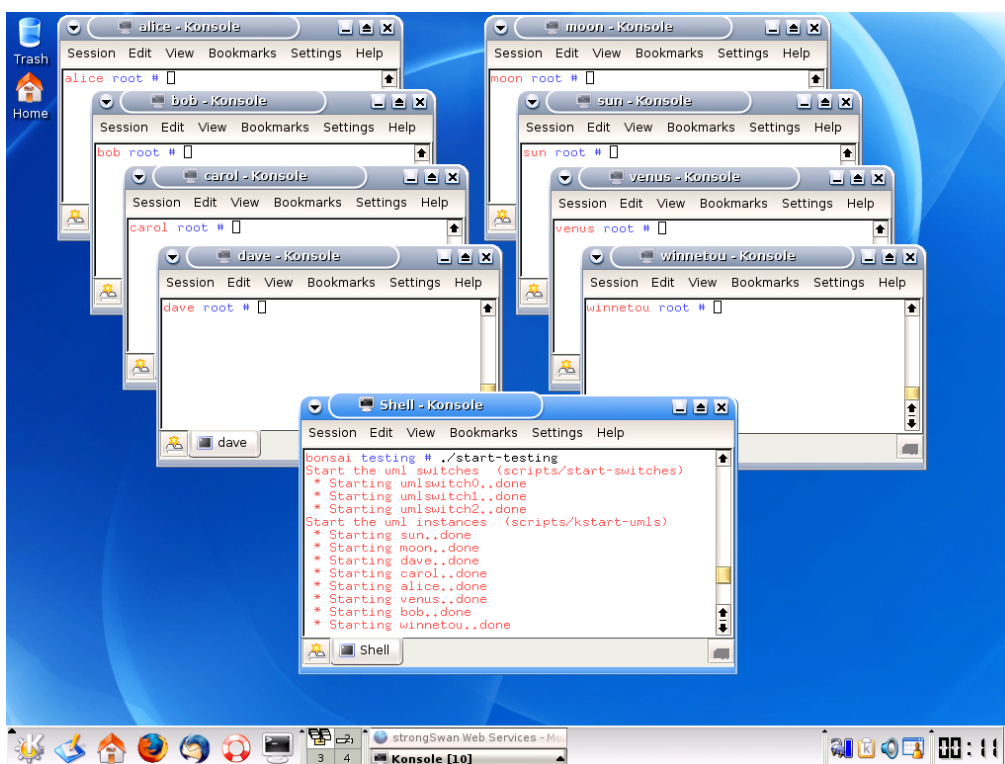 Trash
Home
alice - Konsole
Session Edit View Bookmarks Settings Help
alice root #
bob - Konsole
Session Edit View Bookmarks Settings Help
bob root #
carol - Konsole
Session Edit View Bookmarks Settings Help
carol root #
dave - Konsole
Session Edit View Bookmarks Settings Help
dave root #
dave
moon - Konsole
Session Edit View Bookmarks Settings Help
moon root #
sun - Konsole
Session Edit View Bookmarks Settings Help
sun root #
venus - Konsole
Session Edit View Bookmarks Settings Help
venus root #
winnetou - Konsole
Session Edit View Bookmarks Settings Help
winnetou root #
Shell - Konsole
Session Edit View Bookmarks Settings Help
bonsai testing # ./start-testing
Start the uml switches (scripts/start-switches)
* Starting umlswitch0..done
* Starting umlswitch1..done
* Starting umlswitch2..done
Start the uml instances (scripts/kstart-umls)
* Starting sun..done
* Starting moon..done
* Starting dave..done
* Starting carol..done
* Starting alice..done
* Starting venus..done
* Starting bob..done
* Starting winnetou..done
Shell
strongSwan Web Services - Mo
3 4
Konsole [10]